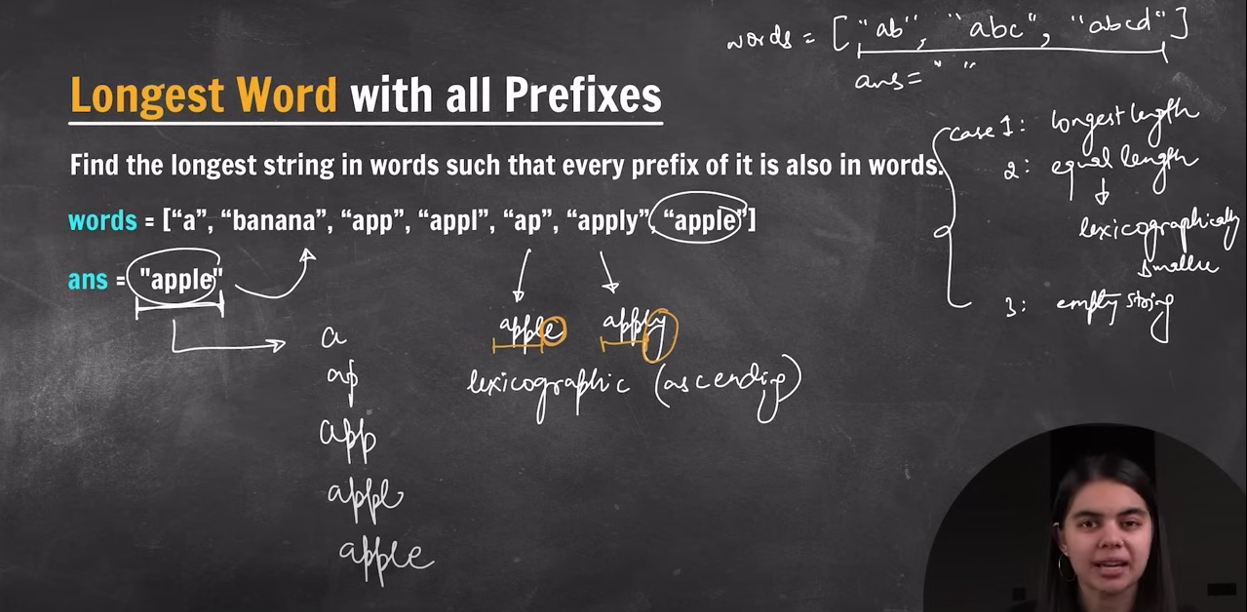 words = ["ab", "abc", "abcd"]
ans = " "
Longest Word with all Prefixes
Find the longest string in words such that every prefix of it is also in words.
words = ["a", "banana", "app", "appl", "ap", "apply", "apple"]
ans = "apple"
case 1: longest length
2: equal length
lexicographically
smaller
3: empty string
a
ap
app
appl
apple
apple apply
lexicographic (ascending)